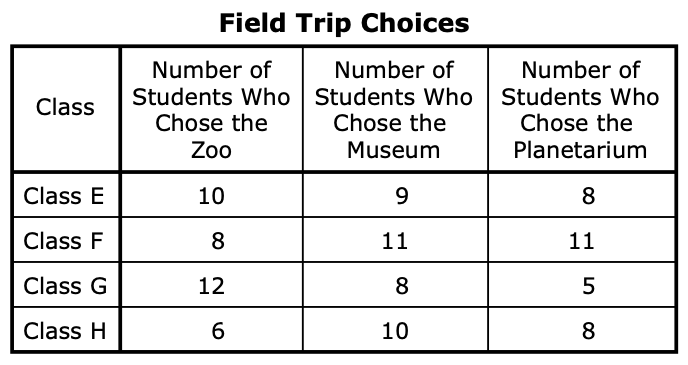 Field Trip Choices
Class
Number of
Students Who
Chose the
Zoo
Number of
Students Who
Chose the
Museum
Number of
Students Who
Chose the
Planetarium
Class E 10 9 8
Class F 8 11 11
Class G 12 8 5
Class H 6 10 8